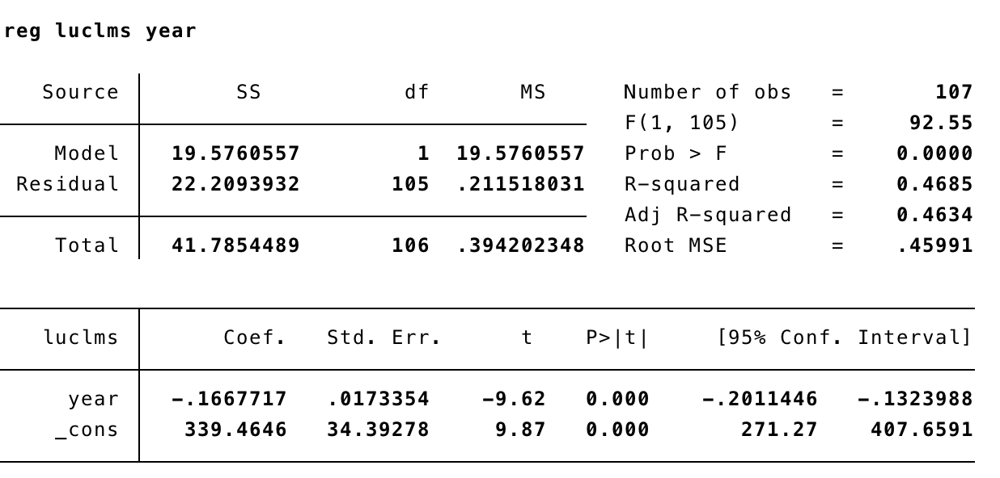 reg luclms year
Source SS df MS Number of obs = 107
F(1, 105) = 92.55
Model 19.5760557 1 19.5760557 Prob > F = 0.0000
Residual 22.2093932 105 .211518031 R-squared = 0.4685
Adj R-squared = 0.4634
Total 41.7854489 106 .394202348 Root MSE = .45991
luclms Coef. Std. Err. t P>|t| [95% Conf. Interval]
year -.1667717 .0173354 -9.62 0.000 -.2011446 -.1323988
_cons 339.4646 34.39278 9.87 0.000 271.27 407.6591